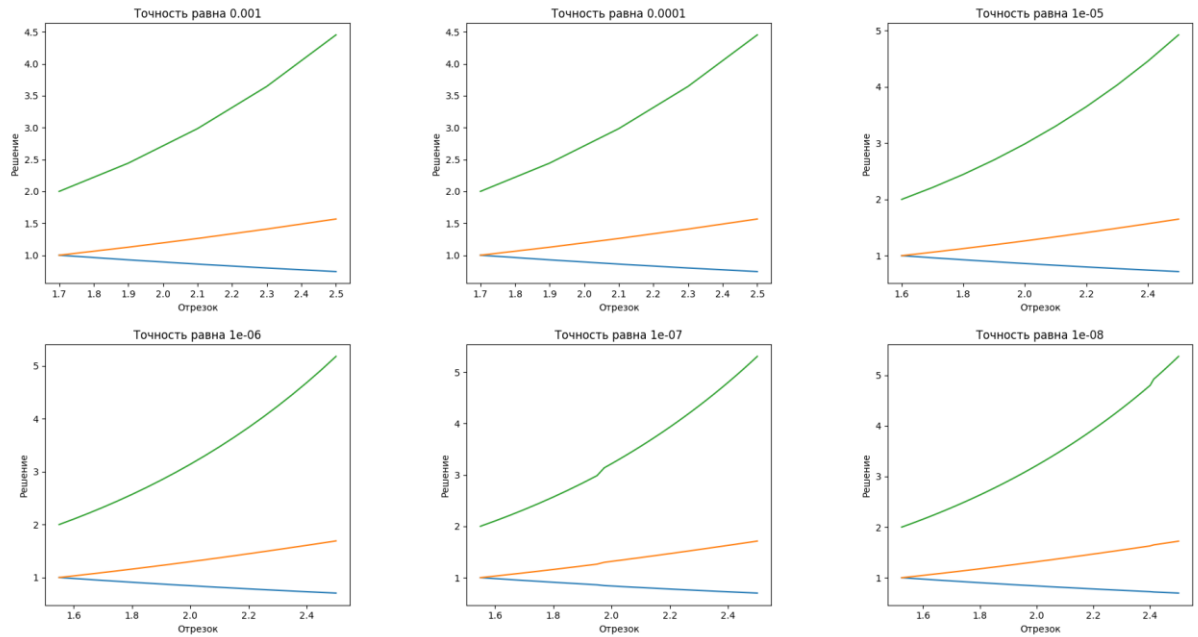 Точность равна 0.001
4.5
4.0
3.5
3.0
2.5
2.0
1.5
1.0
Решение
1.7 1.8 1.9 2.0 2.1 2.2 2.3 2.4 2.5
Отрезок
Точность равна 0.0001
4.5
4.0
3.5
3.0
2.5
2.0
1.5
1.0
Решение
1.7 1.8 1.9 2.0 2.1 2.2 2.3 2.4 2.5
Отрезок
Точность равна 1e-05
5
4
3
2
1
Решение
1.6 1.8 2.0 2.2 2.4
Отрезок
Точность равна 1e-06
5
4
3
2
1
Решение
1.6 1.8 2.0 2.2 2.4
Отрезок
Точность равна 1e-07
5
4
3
2
1
Решение
1.6 1.8 2.0 2.2 2.4
Отрезок
Точность равна 1e-08
5
4
3
2
1
Решение
1.6 1.8 2.0 2.2 2.4
Отрезок